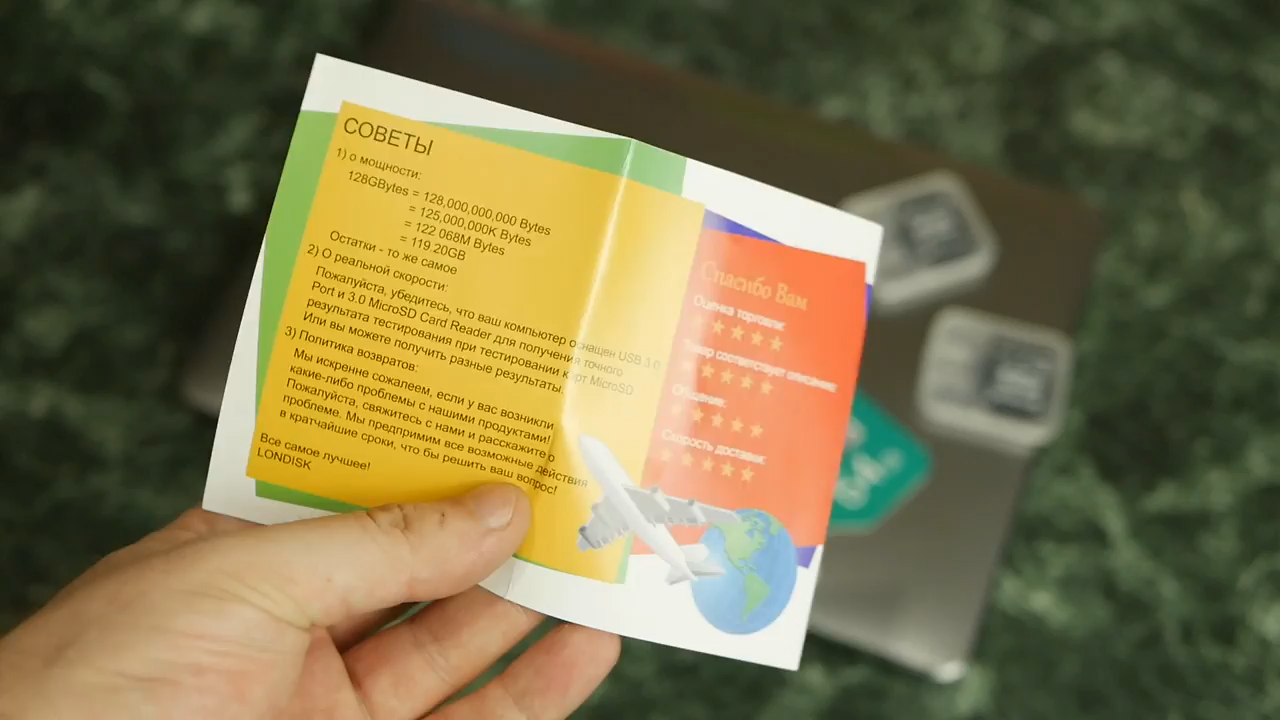 СОВЕТЫ
1) о мощности:
128GBytes = 128,000,000,000 Bytes
= 125,000,000K Bytes
= 122 068M Bytes
= 119.20GB
Остатки - то же самое
2) О реальной скорости:
Пожалуйста, убедитесь, что ваш компьютер оснащен USB 3.0
Port и 3.0 MicroSD Card Reader для получения точного
результата тестирования при тестировании карт MicroSD
Или вы можете получить разные результаты.
3) Политика возвратов:
Мы искренне сожалеем, если у вас возникли
какие-либо проблемы с нашими продуктами!
Пожалуйста, свяжитесь с нами и расскажите о
проблеме. Мы предпримим все возможные действия
в кратчайшие сроки, что бы решить ваш вопрос!
Все самое лучшее!
LONDISK
Спасибо Вам
Оценка торговли:
Товар соответствует описанию:
Общение:
Скорость доставки: